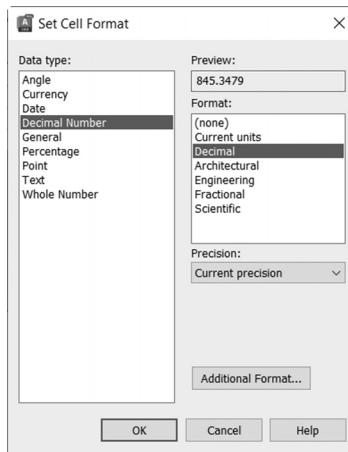 Set Cell Format
Data type:
Angle
Currency
Date
Decimal Number
General
Percentage
Point
Text
Whole Number
Preview:
845.3479
Format:
(none)
Current units
Decimal
Architectural
Engineering
Fractional
Scientific
Precision:
Current precision
Additional Format...
OK
Cancel
Help